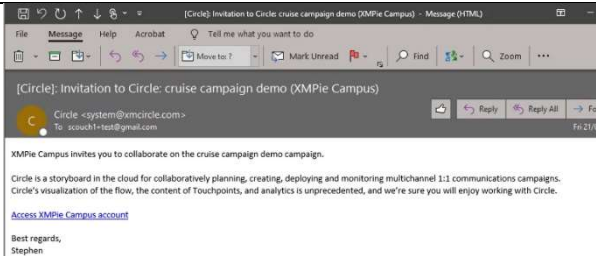 [Circle]: Invitation to Circle: cruise campaign demo (XMPie Campus) - Message (HTML)
File Message Help Acrobat Tell me what you want to do
Move to: ? Mark Unread Find Zoom
[Circle]: Invitation to Circle: cruise campaign demo (XMPie Campus)
Circle <system@xmcircle.com>
C
To scouch1+test@gmail.com
Reply Reply All Fo
Fri 21/
XMPie Campus invites you to collaborate on the cruise campaign demo campaign.
Circle is a storyboard in the cloud for collaboratively planning, creating, deploying and monitoring multichannel 1:1 communications campaigns.
Circle's visualization of the flow, the content of Touchpoints, and analytics is unprecedented, and we're sure you will enjoy working with Circle.
Access XMPie Campus account
Best regards,
Stephen